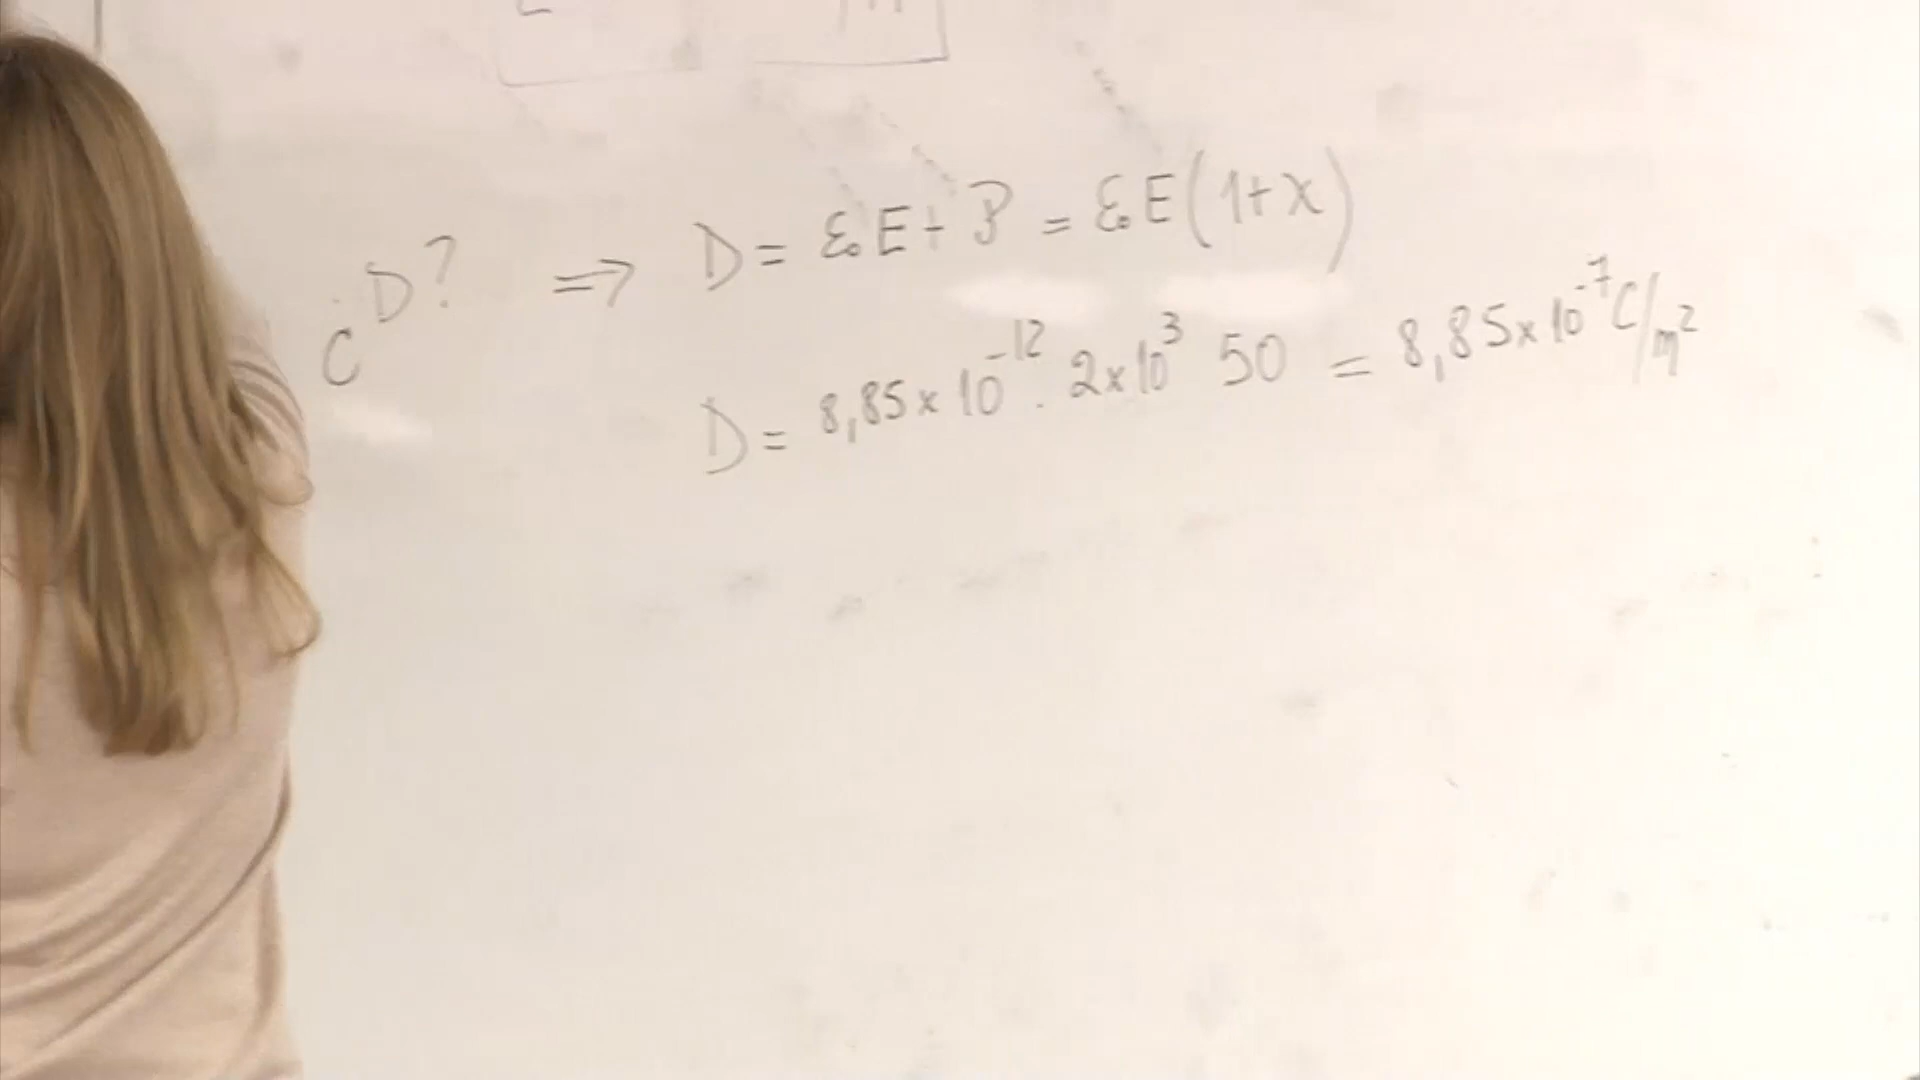 D? ⇒ D = ε₀E + P = ε₀E(1+χ)
C
D = 8,85 x 10⁻¹² . 2x10³ 50 = 8,85 x 10⁻⁷ C/m²